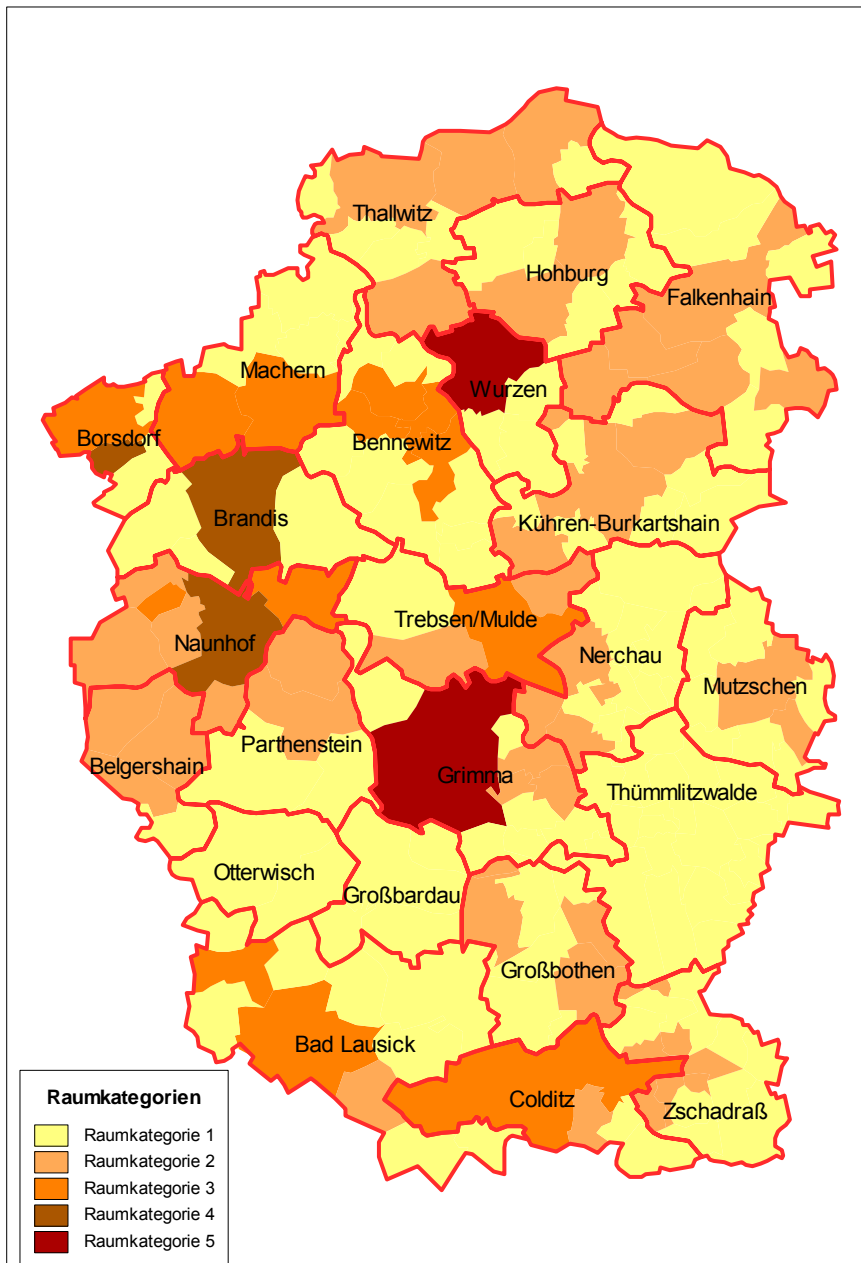 Thallwitz
Hohburg
Falkenhain
Machern
Wurzen
Borsdorf
Bennewitz
Brandis
Kühren-Burkartshain
Trebsen/Mulde
Naunhof
Nerchau
Mutzschen
Parthenstein
Belgershain
Grimma
Thümmlitzwalde
Otterwisch
Großbardau
Großbothen
Bad Lausick
Colditz
Zschadraß
Raumkategorien
Raumkategorie 1
Raumkategorie 2
Raumkategorie 3
Raumkategorie 4
Raumkategorie 5